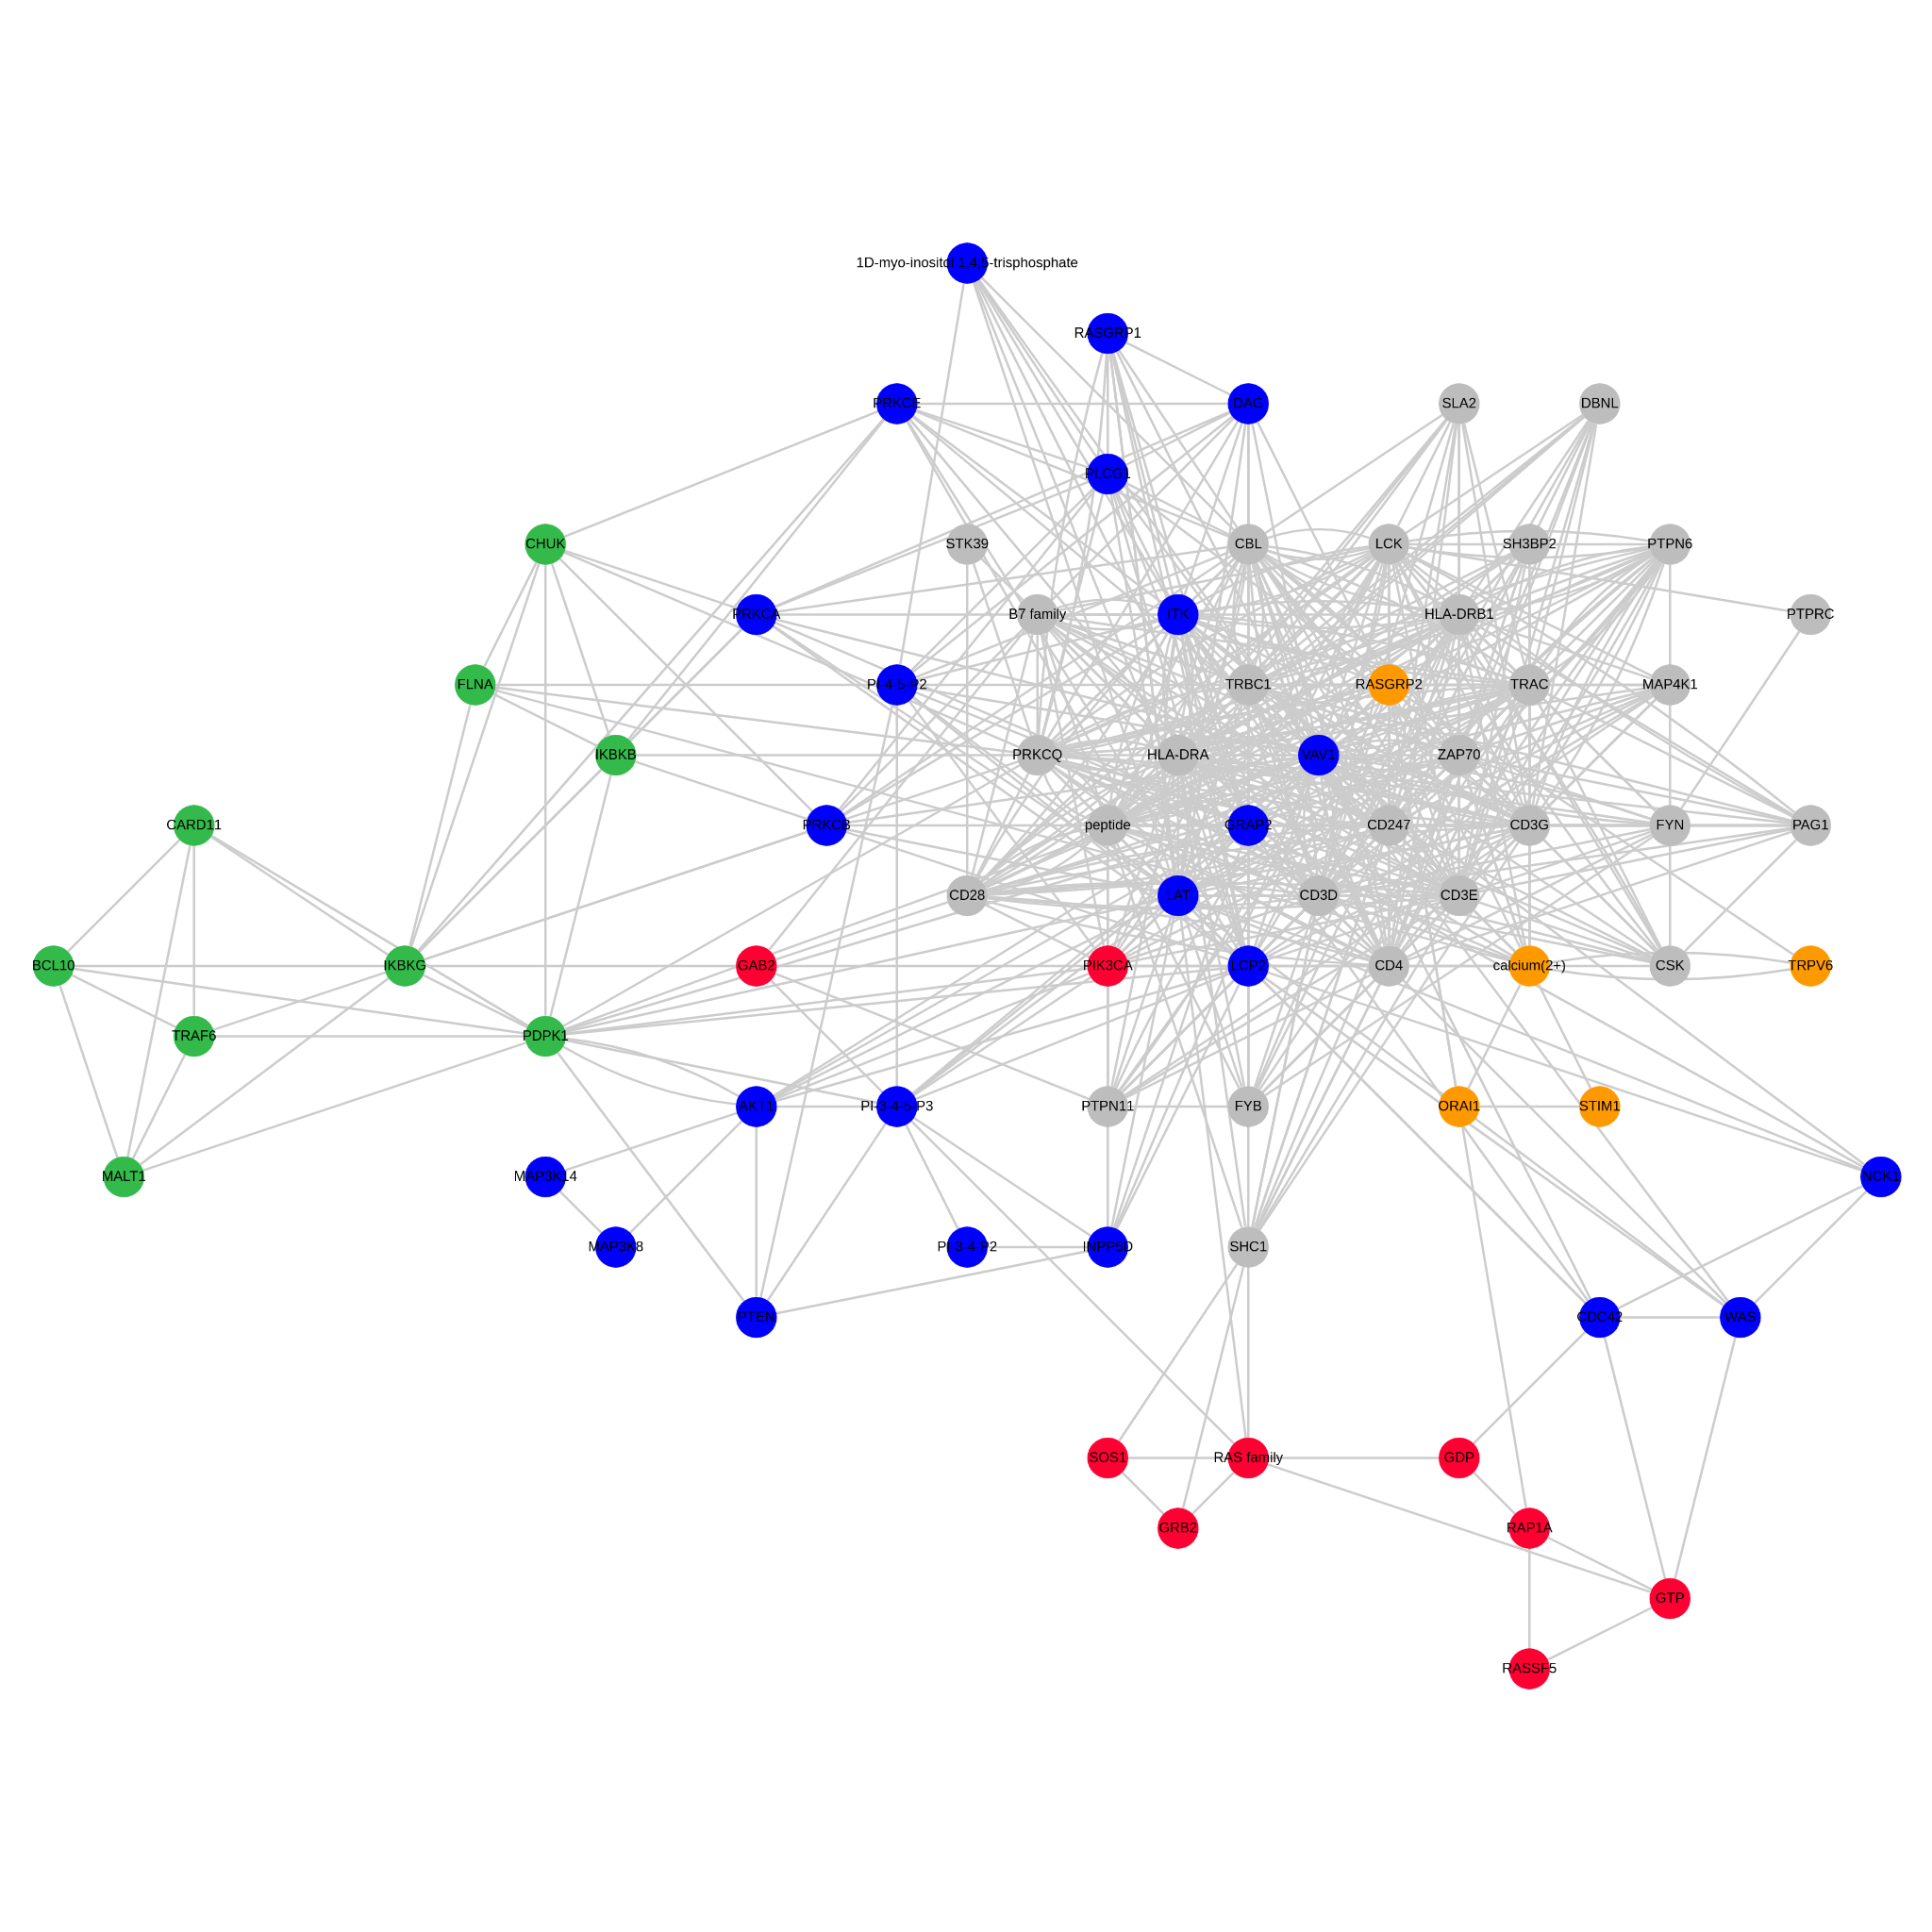 1D-myo-inositol 1,4,5-trisphosphate
RASGRP1
PRKCE
DAG
SLA2
DBNL
PLCG1
CHUK
STK39
CBL
LCK
SH3BP2
PTPN6
PRKCA
B7 family
ITK
HLA-DRB1
PTPRC
FLNA
PI-4-5-P2
TRBC1
RASGRP2
TRAC
MAP4K1
IKBKB
PRKCQ
HLA-DRA
VAV1
ZAP70
CARD11
PRKCB
peptide
GRAP2
CD247
CD3G
FYN
PAG1
CD28
LAT
CD3D
CD3E
BCL10
IKBKG
GAB2
PIK3CA
LCP2
CD4
calcium(2+)
CSK
TRPV6
TRAF6
PDPK1
AKT1
PI-3-4-5-P3
PTPN11
FYB
ORAI1
STIM1
MALT1
MAP3K14
NCK1
MAP3K8
PI-3-4-P2
INPP5D
SHC1
PTEN
CDC42
WAS
SOS1
RAS family
GDP
GRB2
RAP1A
GTP
RASSF5